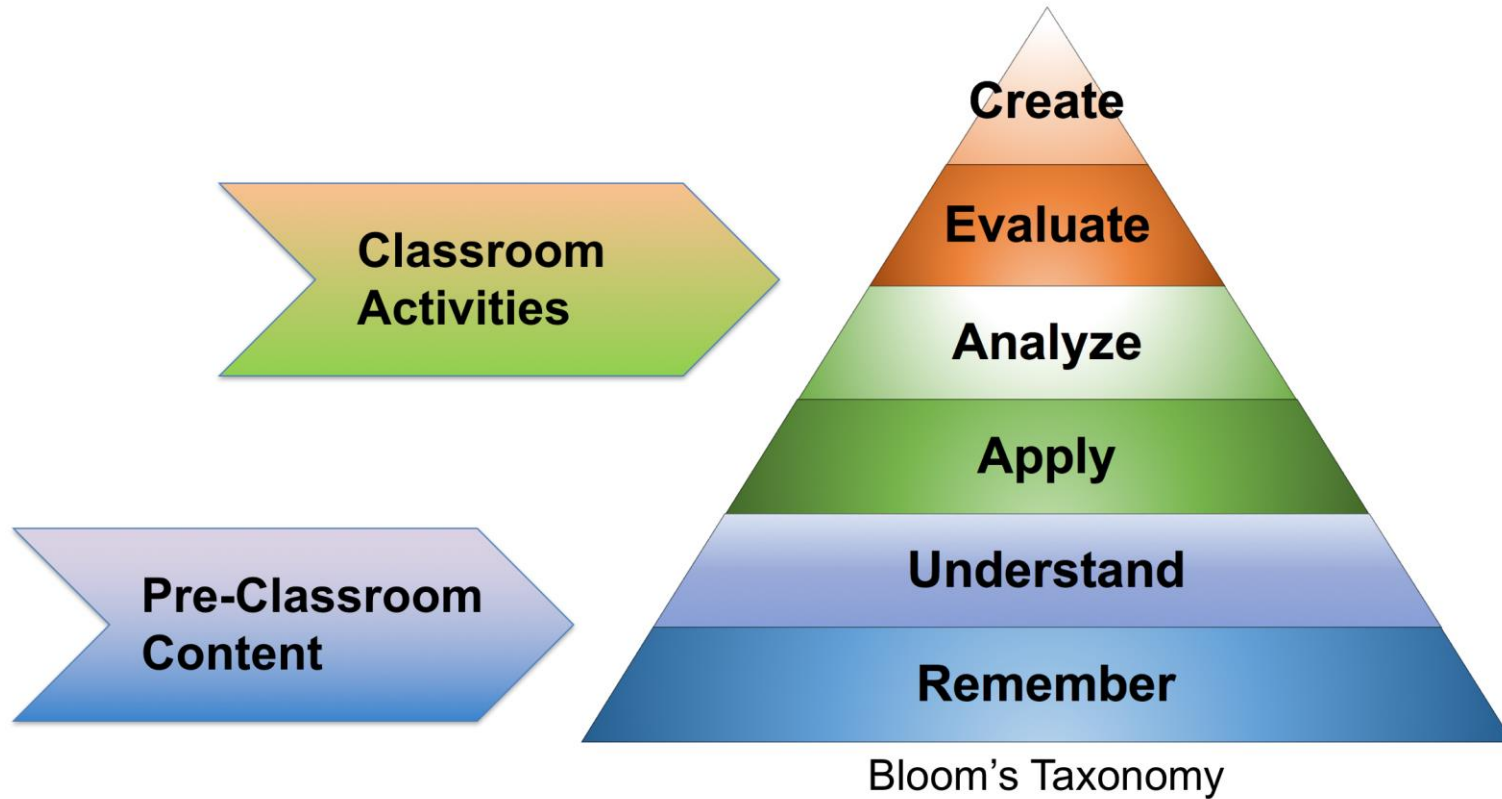 Create
Evaluate
Classroom
Activities
Analyze
Apply
Understand
Pre-Classroom
Content
Remember
Bloom’s Taxonomy